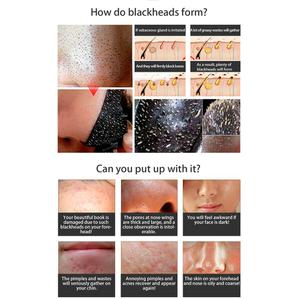 How do blackheads form?
If sebaceous gland is irritated
A lot of greasy wastes will gather
And they will firmly block bores
As a result, plenty of
blackheads will form
Can you put up with it?
Your beautiful book is
damaged due to such
blackheads on your fore-
head!
The pores at nose wings
are thick and large, and a
close observation is intol-
erable.
You will feel awkward if
your face is dark!
The pimples and wastes
will seriously gather on
your chin.
Annoying pimples and
acnes recover and appear
again!
The skin on your forehead
and nose is oily and coarse!